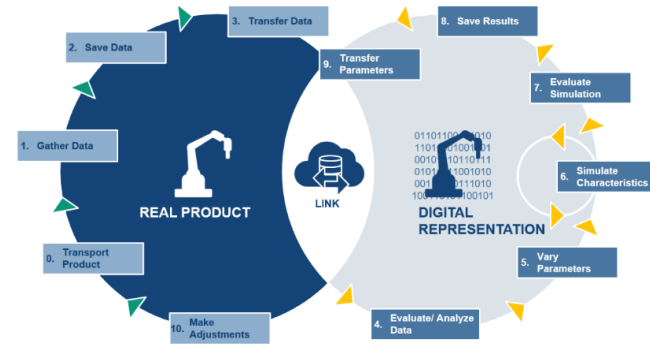 3. Transfer Data
8. Save Results
2. Save Data
9. Transfer
Parameters
7. Evaluate
Simulation
1. Gather Data
REAL PRODUCT
LINK
DIGITAL
REPRESENTATION
6. Simulate
Characteristics
0. Transport
Product
5. Vary
Parameters
10. Make
Adjustments
4. Evaluate/ Analyze
Data